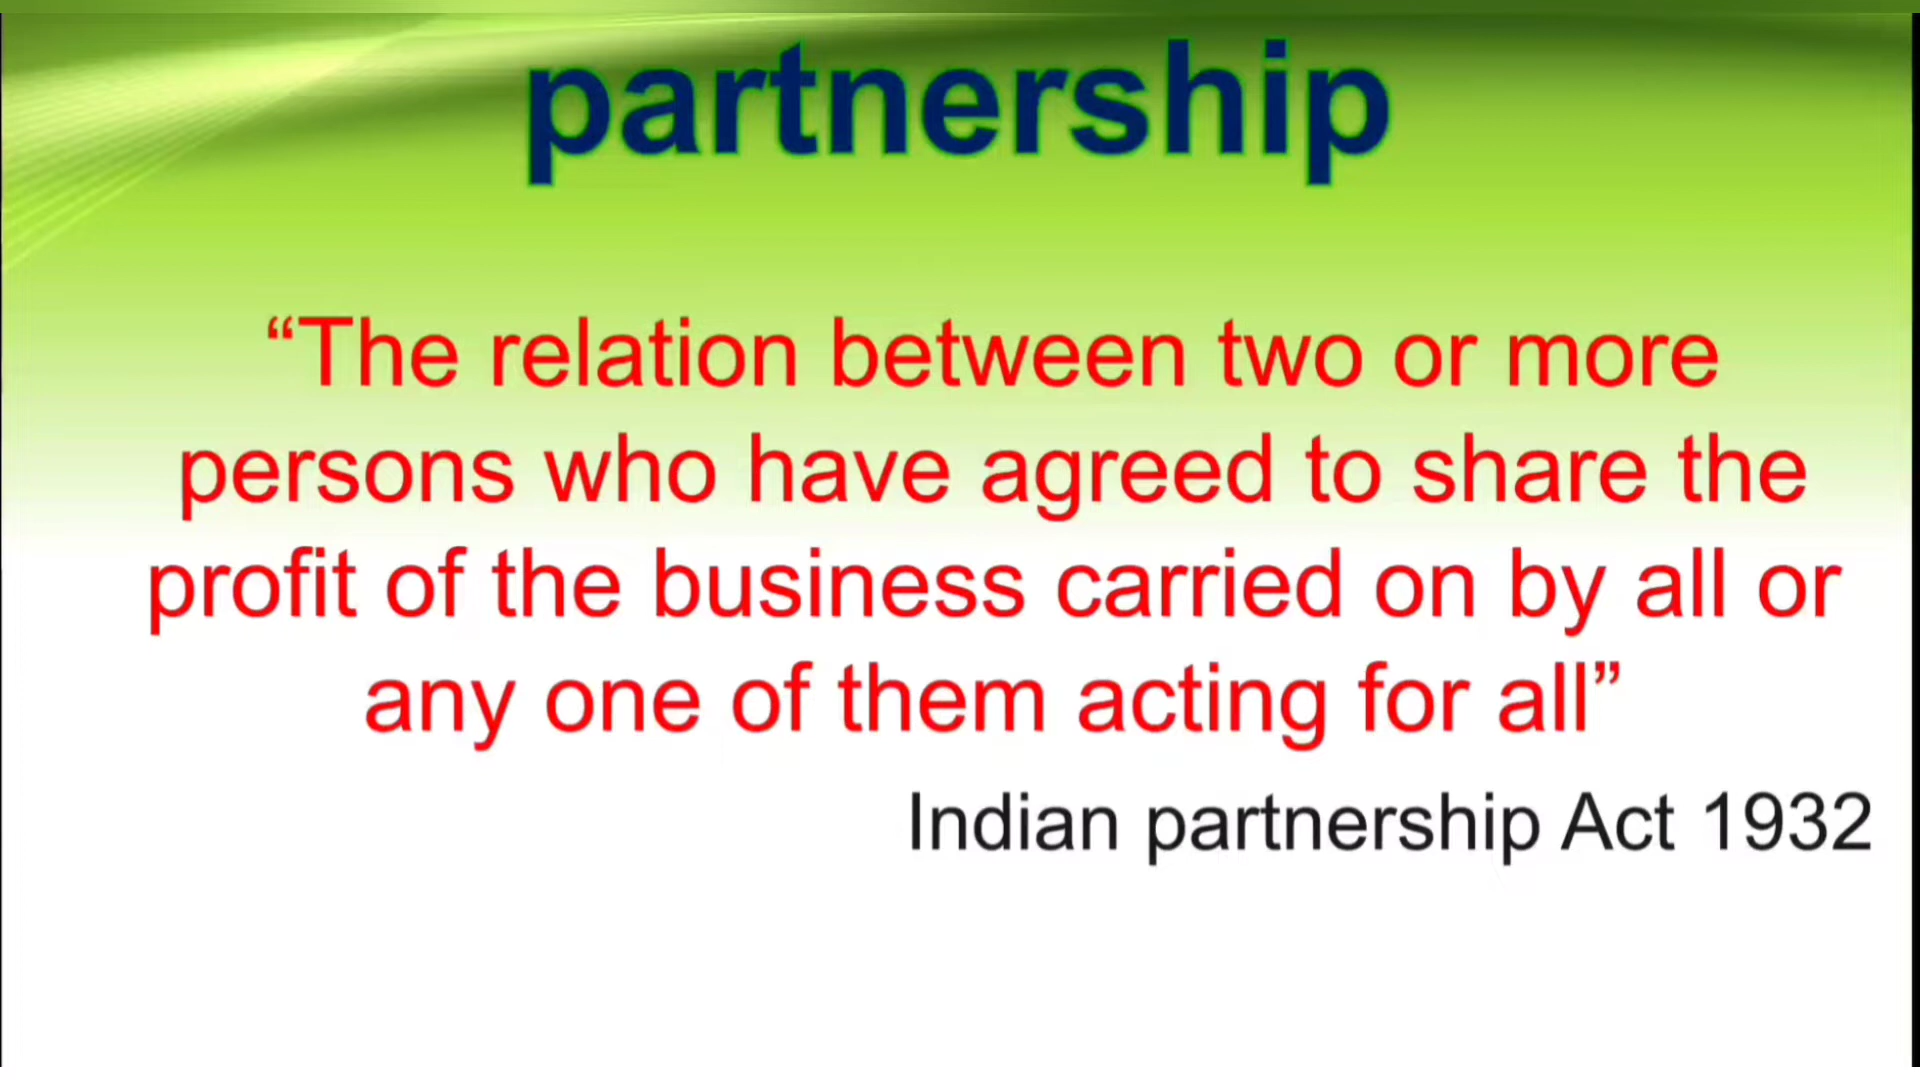 partnership
“The relation between two or more
persons who have agreed to share the
profit of the business carried on by all or
any one of them acting for all”
Indian partnership Act 1932